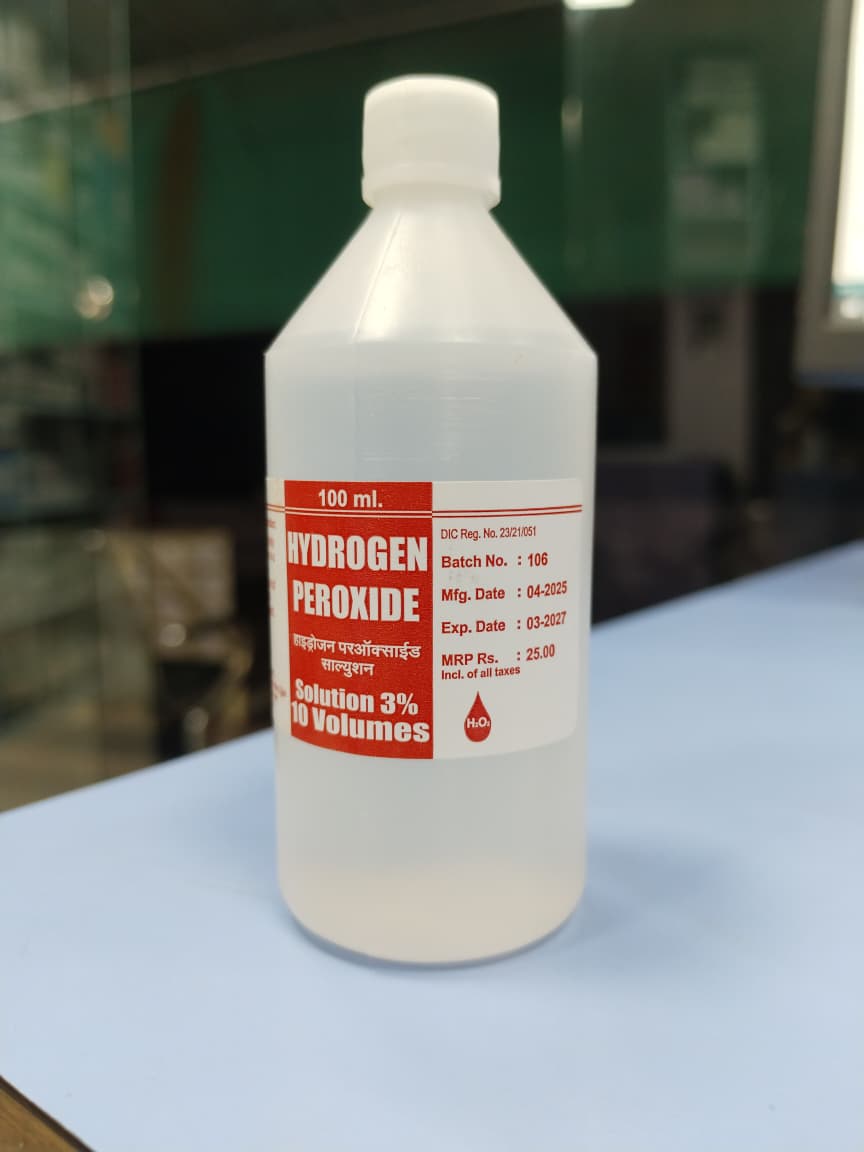 100 ml.
HYDROGEN
PEROXIDE
हाइड्रोजन परऑक्साईड
साल्युशन
Solution 3%
10 Volumes
DIC Reg. No. 23/21/051
Batch No. : 106
Mfg. Date : 04-2025
Exp. Date : 03-2027
MRP Rs. : 25.00
Incl. of all taxes
H₂O₂